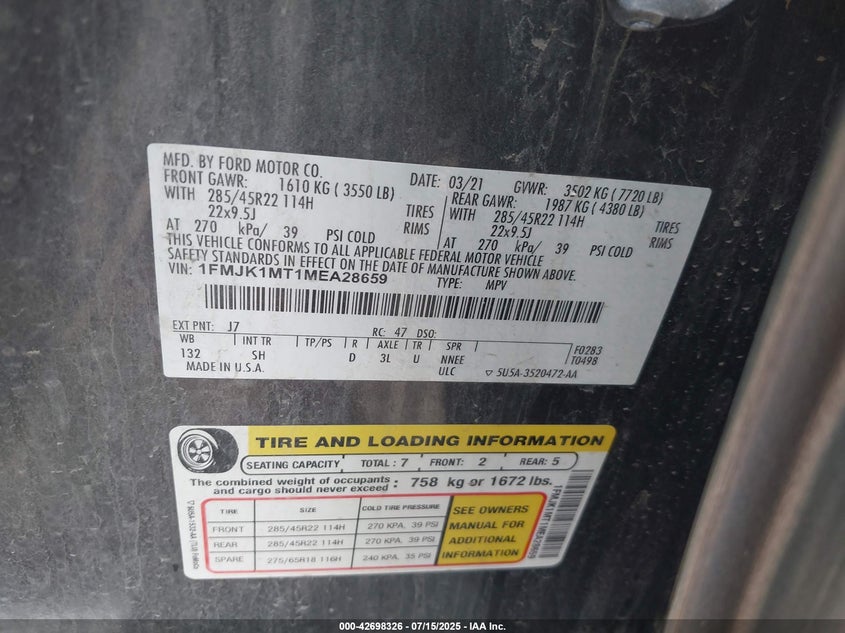 MFD. BY FORD MOTOR CO.
DATE: 03/21 GVWR: 3502 KG ( 7720 LB)
FRONT GAWR: 1610 KG ( 3550 LB) REAR GAWR: 1987 KG ( 4380 LB)
WITH 285/45R22 114H TIRES WITH 285/45R22 114H TIRES
22x9.5J RIMS 22x9.5J RIMS
AT 270 kPa/ 39 PSI COLD AT 270 kPa/ 39 PSI COLD
THIS VEHICLE CONFORMS TO ALL APPLICABLE FEDERAL MOTOR VEHICLE
SAFETY STANDARDS IN EFFECT ON THE DATE OF MANUFACTURE SHOWN ABOVE.
VIN: 1FMJK1MT1MEA28659 TYPE: MPV
EXT PNT: J7 RC: 47 DSO:
WB INT TR TP/PS R AXLE TR SPR F0283
132 SH D 3L U NNEE T0498
MADE IN U.S.A. ULC ▽ 5U5A-3520472-AA
TIRE AND LOADING INFORMATION
SEATING CAPACITY TOTAL : 7 FRONT: 2 REAR: 5
The combined weight of occupants and cargo should never exceed : 758 kg or 1672 lbs.
TIRE SIZE COLD TIRE PRESSURE
FRONT 285/45R22 114H 270 KPA, 39 PSI
REAR 285/45R22 114H 270 KPA, 39 PSI
SPARE 275/65R18 116H 240 KPA, 35 PSI
SEE OWNERS
MANUAL FOR
ADDITIONAL
INFORMATION
1FMJK1MT1MEA28659
000-42698326 / 07/15/2025 - IAA Inc.